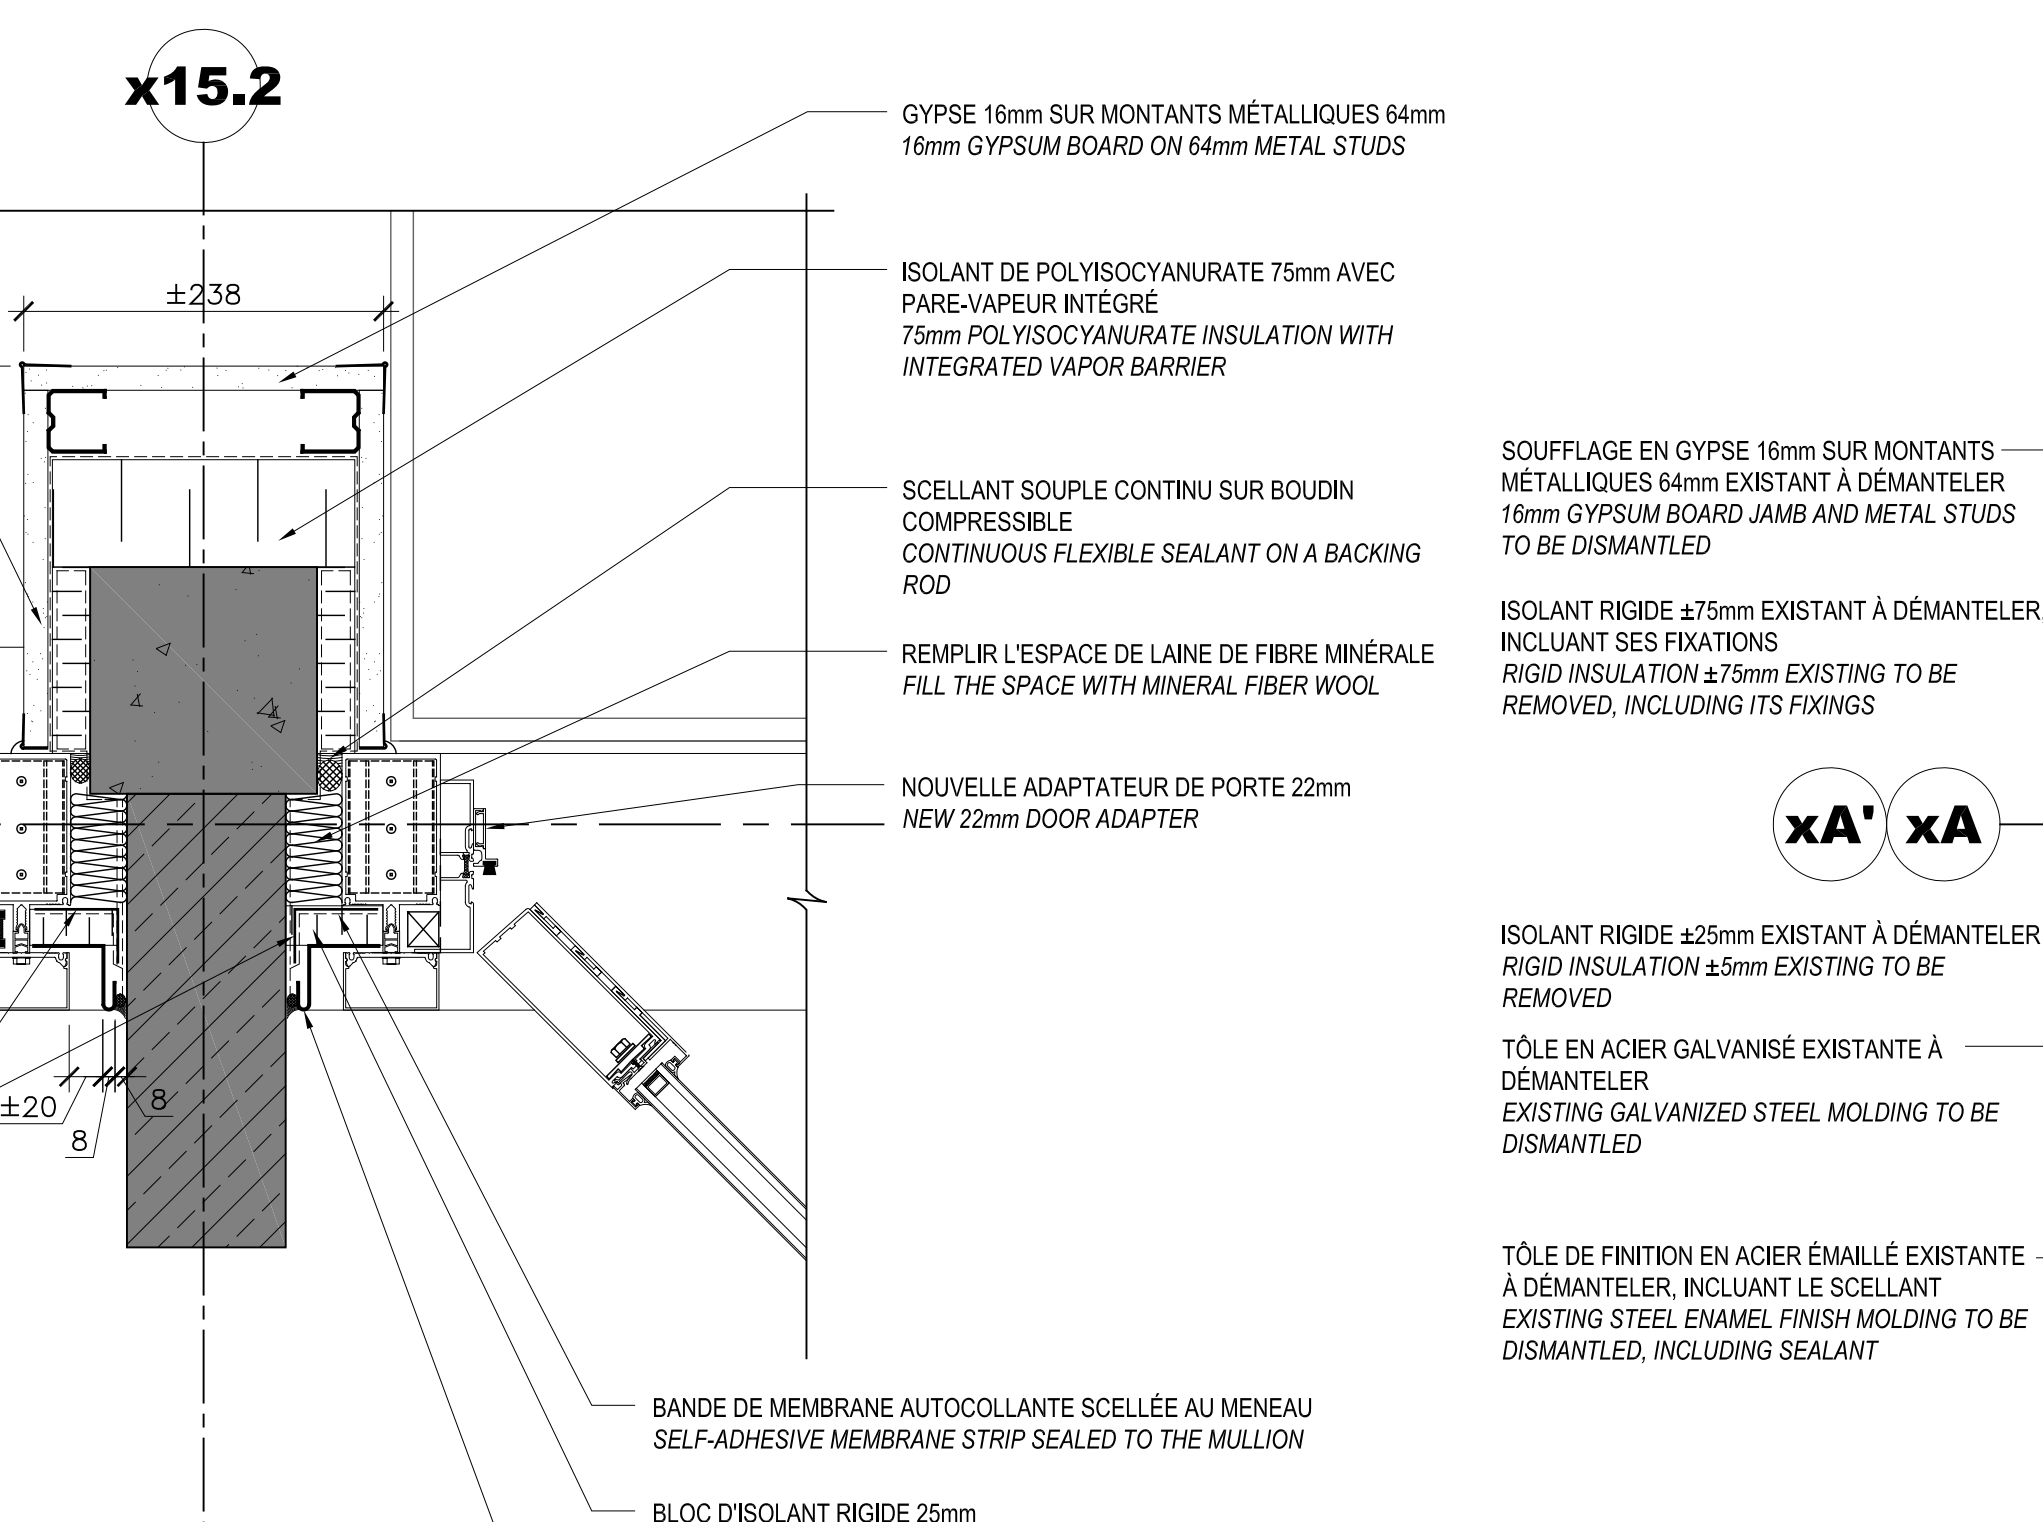 x15.2
GYPSE 16mm SUR MONTANTS MÉTALLIQUES 64mm
16mm GYPSUM BOARD ON 64mm METAL STUDS
±238
ISOLANT DE POLYISOCYANURATE 75mm AVEC
PARE-VAPEUR INTÉGRÉ
75mm POLYISOCYANURATE INSULATION WITH
INTEGRATED VAPOR BARRIER
SCELLANT SOUPLE CONTINU SUR BOUDIN
COMPRESSIBLE
CONTINUOUS FLEXIBLE SEALANT ON A BACKING
ROD
REMPLIR L'ESPACE DE LAINE DE FIBRE MINÉRALE
FILL THE SPACE WITH MINERAL FIBER WOOL
NOUVELLE ADAPTATEUR DE PORTE 22mm
NEW 22mm DOOR ADAPTER
±20
8
8
BANDE DE MEMBRANE AUTOCOLLANTE SCELLÉE AU MENEAU
SELF-ADHESIVE MEMBRANE STRIP SEALED TO THE MULLION
BLOC D'ISOLANT RIGIDE 25mm
SOUFFLAGE EN GYPSE 16mm SUR MONTANTS
MÉTALLIQUES 64mm EXISTANT À DÉMANTELER
16mm GYPSUM BOARD JAMB AND METAL STUDS
TO BE DISMANTLED
ISOLANT RIGIDE ±75mm EXISTANT À DÉMANTELER,
INCLUANT SES FIXATIONS
RIGID INSULATION ±75mm EXISTING TO BE
REMOVED, INCLUDING ITS FIXINGS
xA' xA
ISOLANT RIGIDE ±25mm EXISTANT À DÉMANTELER
RIGID INSULATION ±5mm EXISTING TO BE
REMOVED
TÔLE EN ACIER GALVANISÉ EXISTANTE À
DÉMANTELER
EXISTING GALVANIZED STEEL MOLDING TO BE
DISMANTLED
TÔLE DE FINITION EN ACIER ÉMAILLÉ EXISTANTE
À DÉMANTELER, INCLUANT LE SCELLANT
EXISTING STEEL ENAMEL FINISH MOLDING TO BE
DISMANTLED, INCLUDING SEALANT